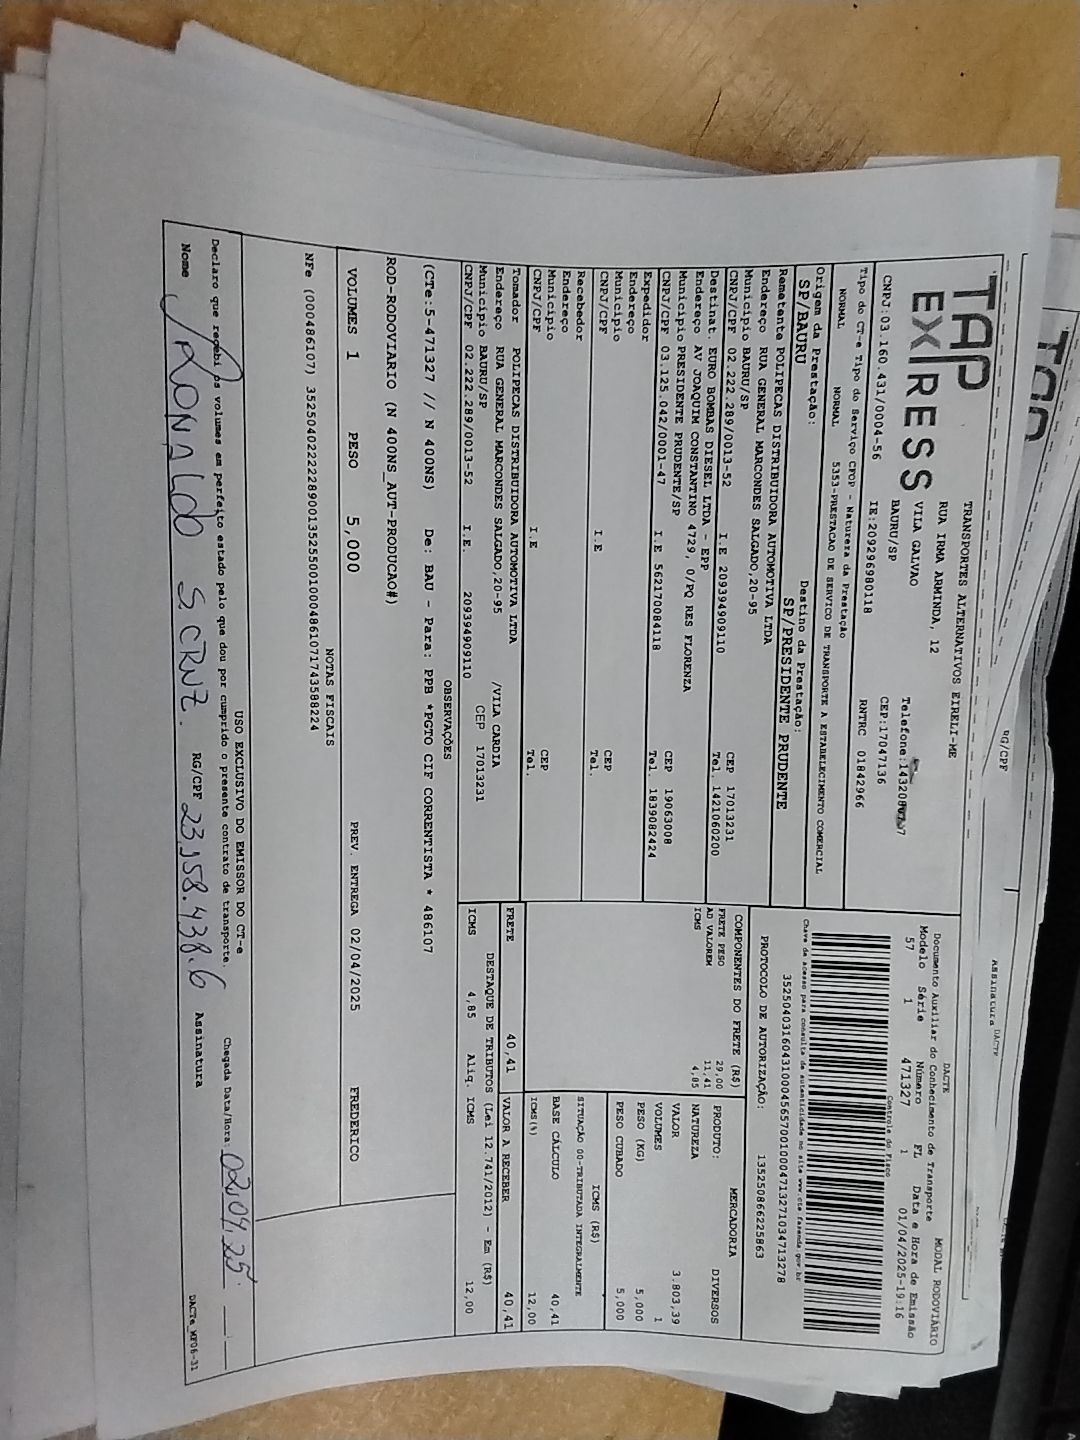 TAP
EXPRESS
TRANSPORTES ALTERNATIVOS EIRELI-ME
RUA IRMA ARMINDA, 12
VILA GALVAO
BAURU/SP
CEP:17047136
CNPJ:03.160.431/0004-56 IE:209296980118 RNTRC 01842966
Tipo do CT-e Tipo do Serviço CFOP - Natureza da Prestação
NORMAL NORMAL 5353-PRESTACAO DE SERVICO DE TRANSPORTE A ESTABELECIMENTO COMERCIAL
Origem da Prestação: Destino da Prestação:
SP/BAURU SP/PRESIDENTE PRUDENTE
Remetente POLIPECAS DISTRIBUIDORA AUTOMOTIVA LTDA
Endereço RUA GENERAL MARCONDES SALGADO,20-95
Município BAURU/SP CEP 17013231
CNPJ/CPF 02.222.289/0013-52 I.E 209394909110 Tel. 1421060200
Destinat. EURO BOMBAS DIESEL LTDA - EPP
Endereço AV JOAQUIM CONSTANTINO 4729, 0/PQ RES FLORENZA
Município PRESIDENTE PRUDENTE/SP CEP 19063008
CNPJ/CPF 03.125.042/0001-47 I.E 562170084118 Tel. 1839082424
Expedidor
Endereço
Município CEP
CNPJ/CPF I.E Tel.
Recebedor
Endereço
Município CEP
CNPJ/CPF I.E Tel.
Tomador POLIPECAS DISTRIBUIDORA AUTOMOTIVA LTDA
Endereço RUA GENERAL MARCONDES SALGADO,20-95 /VILA CARDIA
Município BAURU/SP CEP 17013231
CNPJ/CPF 02.222.289/0013-52 I.E. 209394909110
DACTE MODAL RODOVIÁRIO
Documento Auxiliar do Conhecimento de Transporte
Modelo Série Número FL Data e Hora de Emissão
57 1 471327 1 01/04/2025-19:16
Controle do Fisco
Chave de acesso para consulta de autenticidade no site www.cte.fazenda.gov.br
35250403160431000456570010004713271034713278
PROTOCOLO DE AUTORIZAÇÃO: 135250866225863
COMPONENTES DO FRETE (R$)
FRETE PESO 29,00
AD VALOREM 11,41
ICMS 4,85
MERCADORIA
PRODUTO: DIVERSOS
NATUREZA
VALOR 3.803,39
VOLUMES 1
PESO (KG) 5,000
PESO CUBADO 5,000
ICMS (R$)
SITUAÇÃO 00-TRIBUTADA INTEGRALMENTE
BASE CÁLCULO 40,41
ICMS(%) 12,00
FRETE 40,41 VALOR A RECEBER 40,41
DESTAQUE DE TRIBUTOS (Lei 12.741/2012) - Em (R$)
ICMS 4,85 Aliq. ICMS 12,00
OBSERVAÇÕES
(CTe:5-471327 // N 400NS) De: BAU - Para: PPB *PGTO CIF CORRENTISTA * 486107
ROD-RODOVIARIO (N 400NS_AUT-PRODUCAO#)
VOLUMES 1 PESO 5,000 PREV. ENTREGA 02/04/2025 FREDERICO
NOTAS FISCAIS
NFe (000486107) 35250402222289001352550010004861071743588224
USO EXCLUSIVO DO EMISSOR DO CT-e
Declaro que recebi os volumes em perfeito estado pelo que dou por cumprido o presente contrato de transporte. Chegada Data/Hora: 02,04,25
Nome RONALDO S. CRUZ. RG/CPF 23,158.438.6 Assinatura
DACTe_MF06-31
RG/CPF
Assinatura DACTE